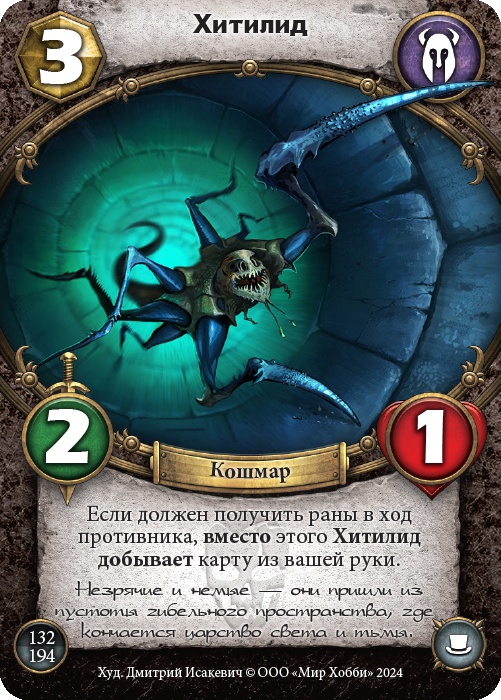 Хитилид
3
2
1
Кошмар
Если должен получить раны в ход
противника, вместо этого Хитилид
добывает карту из вашей руки.
Незрячие и немые — они пришли из
пустоты гибельного пространства, где
кончается царство света и тьмы.
132
194
Худ. Дмитрий Исакевич © ООО «Мир Хобби» 2024